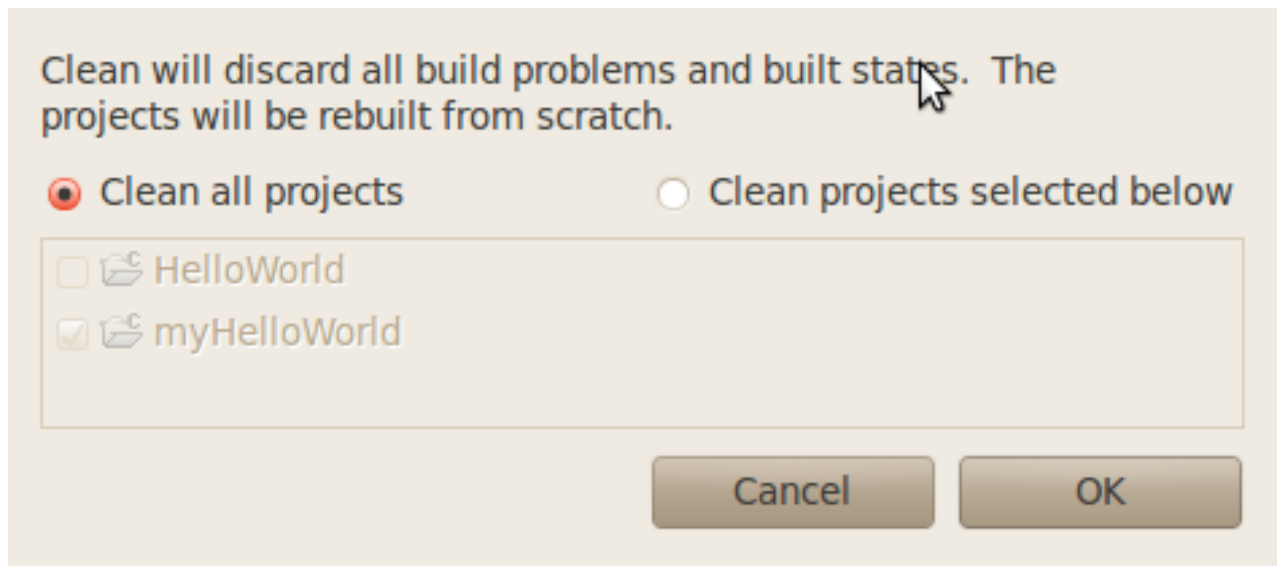 Clean will discard all build problems and built states.  The
projects will be rebuilt from scratch.
Clean all projects
Clean projects selected below
HelloWorld
myHelloWorld
Cancel
OK